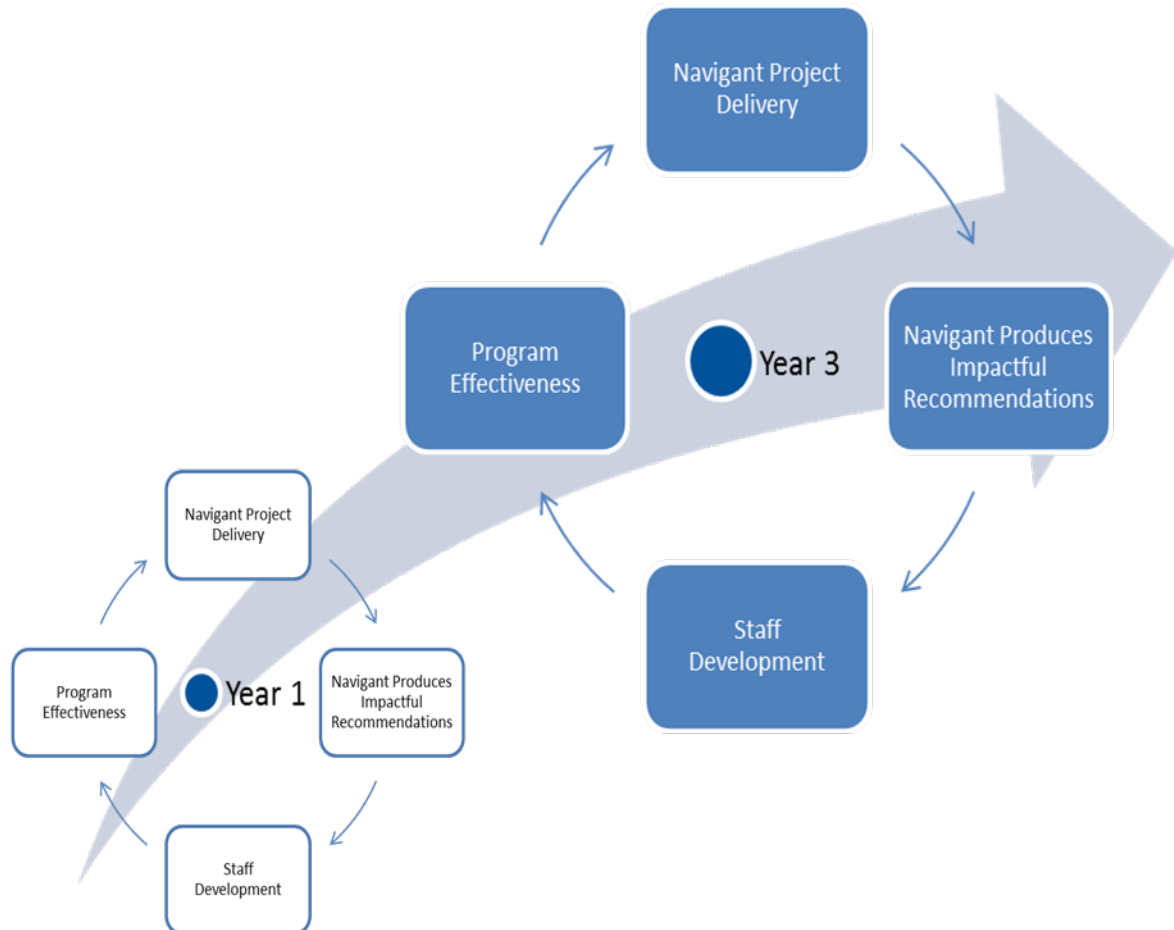 Navigant Project
Delivery
Program
Effectiveness
Year 3
Navigant Produces
Impactful
Recommendations
Staff
Development
Navigant Project
Delivery
Program
Effectiveness
Year 1
Navigant Produces
Impactful
Recommendations
Staff
Development